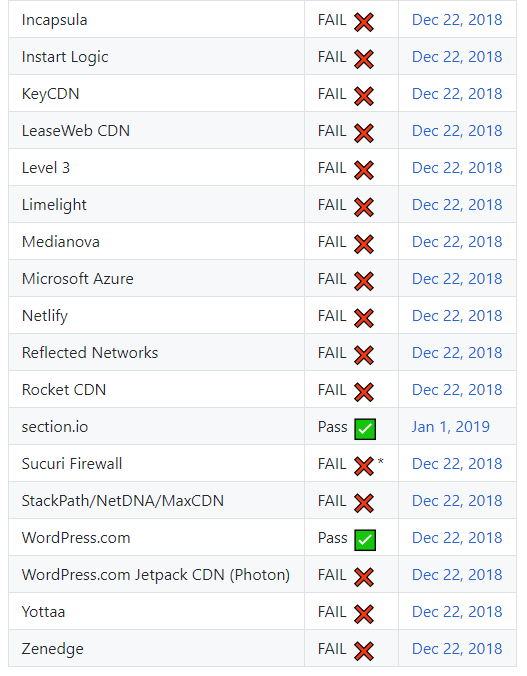 Incapsula FAIL ❌ Dec 22, 2018
Instart Logic FAIL ❌ Dec 22, 2018
KeyCDN FAIL ❌ Dec 22, 2018
LeaseWeb CDN FAIL ❌ Dec 22, 2018
Level 3 FAIL ❌ Dec 22, 2018
Limelight FAIL ❌ Dec 22, 2018
Medianova FAIL ❌ Dec 22, 2018
Microsoft Azure FAIL ❌ Dec 22, 2018
Netlify FAIL ❌ Dec 22, 2018
Reflected Networks FAIL ❌ Dec 22, 2018
Rocket CDN FAIL ❌ Dec 22, 2018
section.io Pass ✅ Jan 1, 2019
Sucuri Firewall FAIL ❌ * Dec 22, 2018
StackPath/NetDNA/MaxCDN FAIL ❌ Dec 22, 2018
WordPress.com Pass ✅ Dec 22, 2018
WordPress.com Jetpack CDN (Photon) FAIL ❌ Dec 22, 2018
Yottaa FAIL ❌ Dec 22, 2018
Zenedge FAIL ❌ Dec 22, 2018